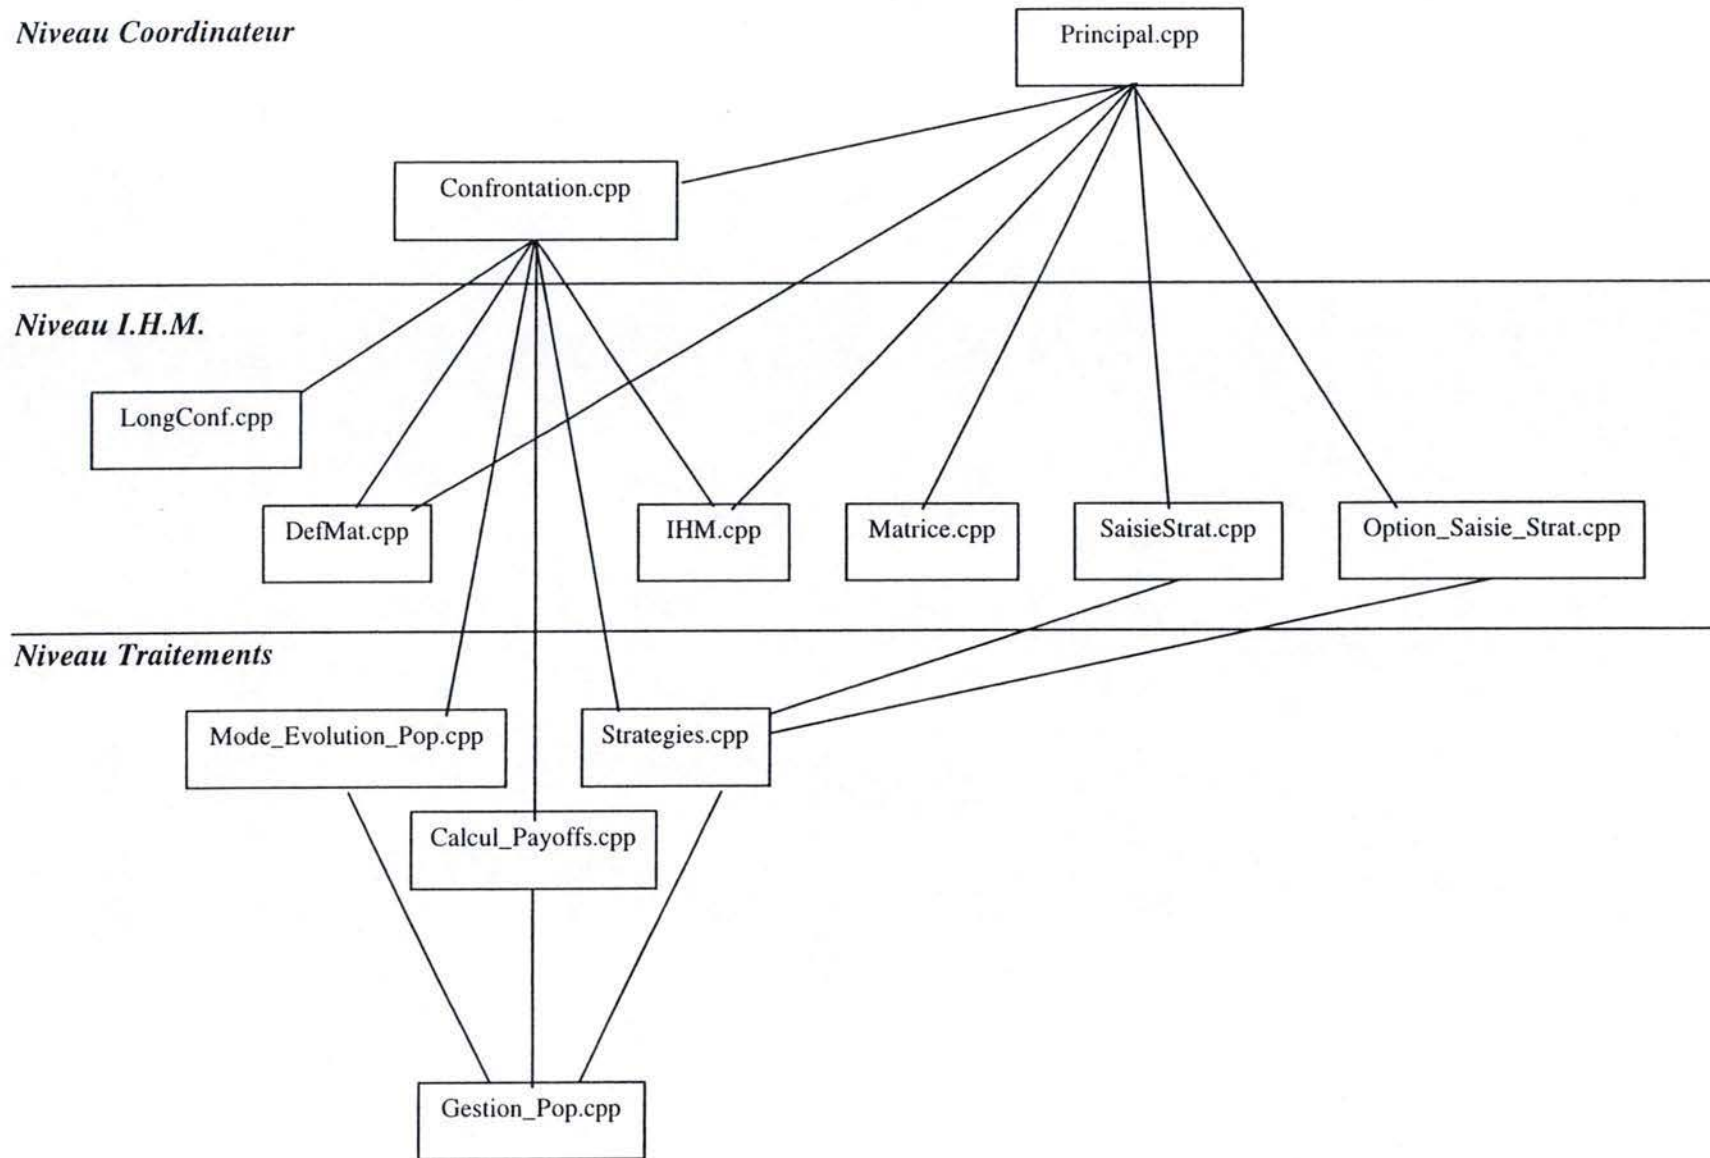 Niveau Coordinateur
Principal.cpp
Confrontation.cpp
Niveau I.H.M.
LongConf.cpp
DefMat.cpp
IHM.cpp
Matrice.cpp
SaisieStrat.cpp
Option_Saisie_Strat.cpp
Niveau Traitements
Mode_Evolution_Pop.cpp
Strategies.cpp
Calcul_Payoffs.cpp
Gestion_Pop.cpp